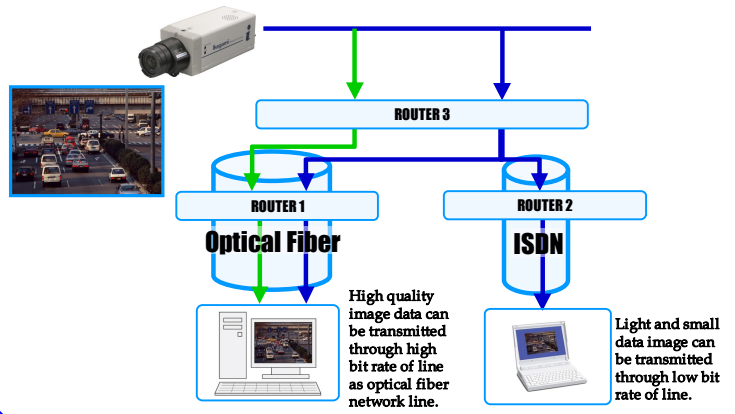 ROUTER 3
ROUTER 1
ROUTER 2
Optical Fiber
ISDN
High quality
image data can
be transmitted
through high
bit rate of line
as optical fiber
network line.
Light and small
data image can
be transmitted
through low bit
rate of line.